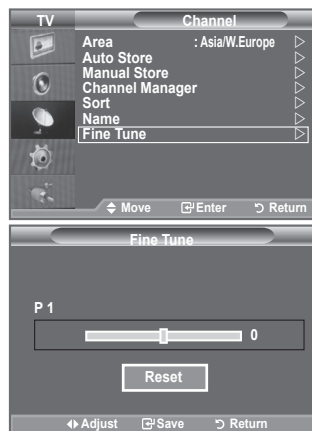 TV Channel
Area : Asia/W.Europe
Auto Store
Manual Store
Channel Manager
Sort
Name
Fine Tune
Move Enter Return
Fine Tune
P 1
0
Reset
Adjust Save Return